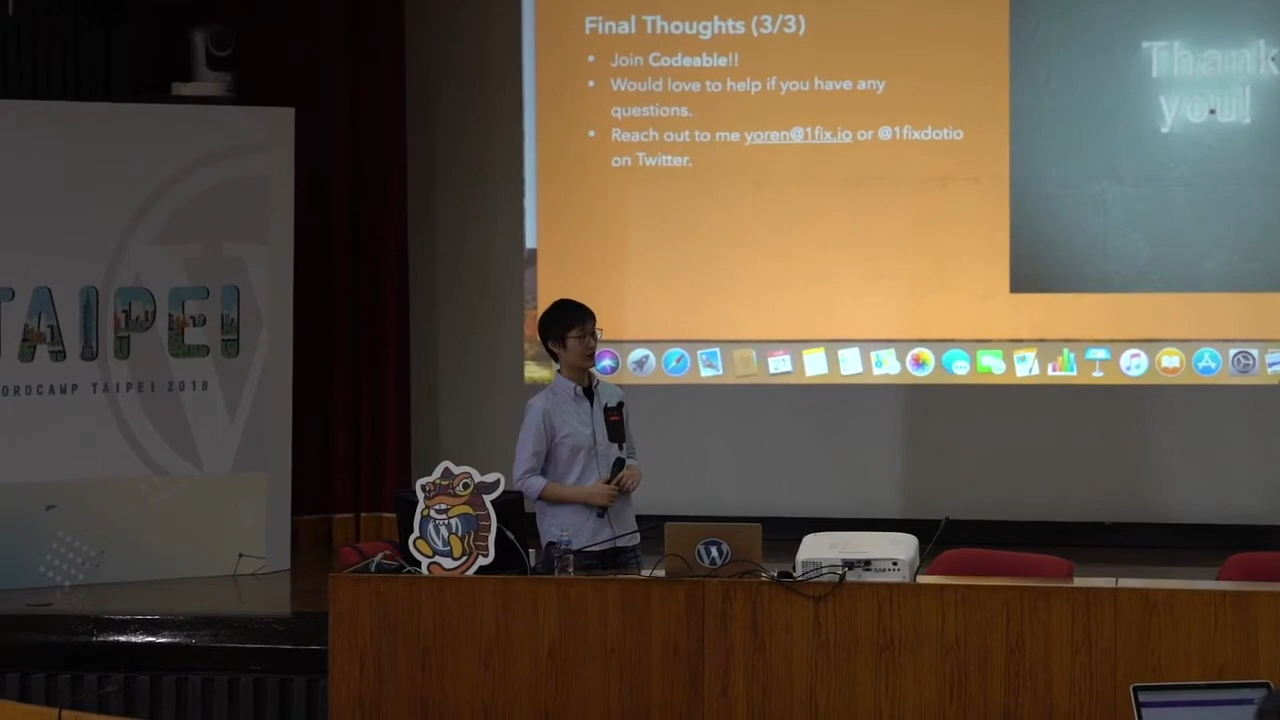 Final Thoughts (3/3)
• Join Codeable!!
• Would love to help if you have any
questions.
• Reach out to me yoren@1fix.io or @1fixdotio
on Twitter.
Thank
you!
TAIPEI
ORDCAMP TAIPEI 2018